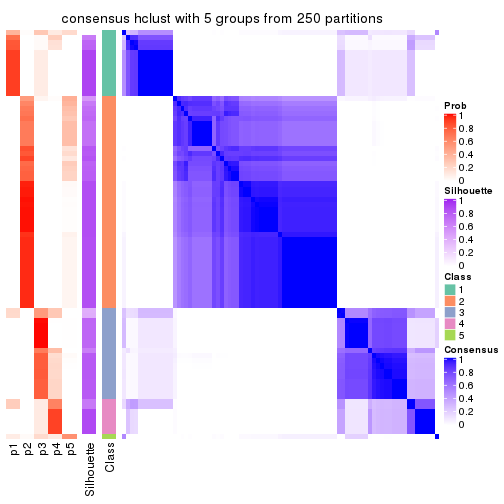 consensus hclust with 5 groups from 250 partitions
Prob
1
0.8
0.6
0.4
0.2
0
Silhouette
1
0.8
0.6
0.4
0.2
0
Class
1
2
3
4
5
Consensus
1
0.8
0.6
0.4
0.2
0
p1
p2
p3
p4
p5
Silhouette
Class